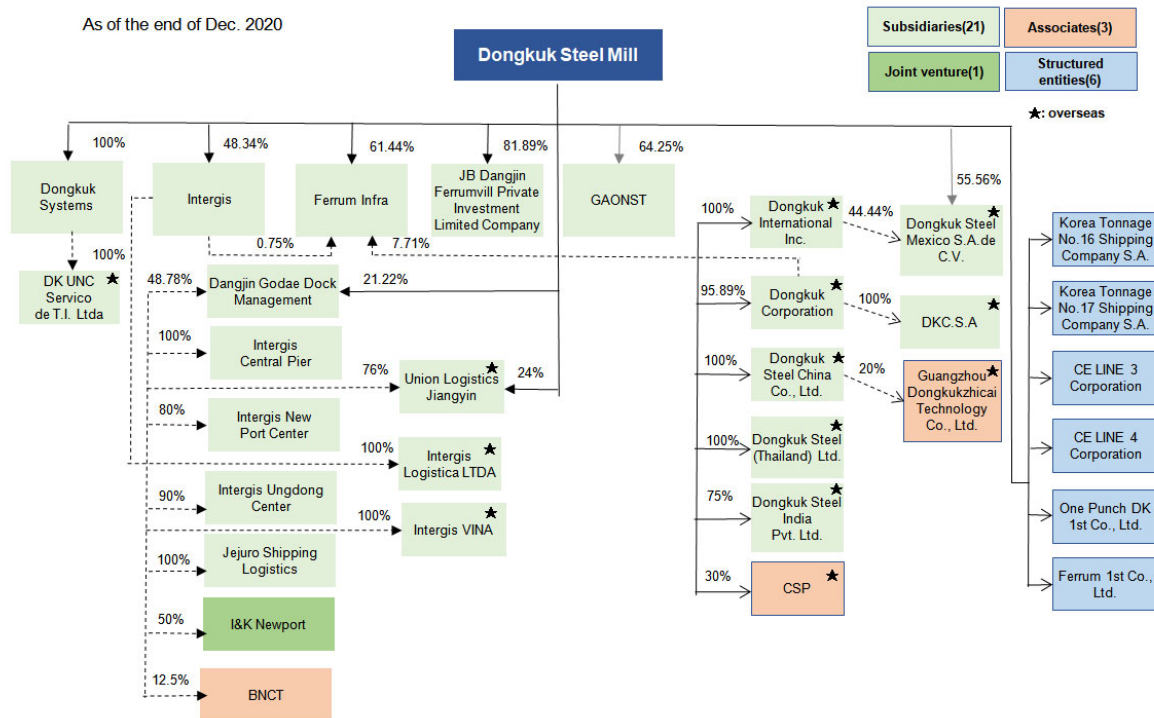 As of the end of Dec. 2020
Dongkuk Steel Mill
Subsidiaries(21)
Associates(3)
Joint venture(1)
Structured
entities(6)
★: overseas
100%
48.34%
61.44%
81.89%
64.25%
55.56%
Dongkuk
Systems
Intergis
Ferrum Infra
JB Dangjin
Ferrumvill Private
Investment
Limited Company
GAONST
100%
0.75%
7.71%
DK UNC
Servico
de T.I. Ltda
★
48.78%
Dangjin Godae Dock
Management
21.22%
100%
Intergis
Central Pier
76%
Union Logistics
Jiangyin
★
24%
80%
Intergis New
Port Center
100%
Intergis
Logistica LTDA
★
90%
Intergis Ungdong
Center
100%
Intergis VINA
★
100%
Jejuro Shipping
Logistics
50%
I&K Newport
12.5%
BNCT
100%
Dongkuk
International
Inc.
★
44.44%
Dongkuk Steel
Mexico S.A.de
C.V.
★
95.89%
Dongkuk
Corporation
★
100%
DKC.S.A
★
100%
Dongkuk
Steel China
Co., Ltd.
★
20%
Guangzhou
Dongkukzhicai
Technology
Co., Ltd.
★
100%
Dongkuk Steel
(Thailand) Ltd.
★
75%
Dongkuk Steel
India
Pvt. Ltd.
★
30%
CSP
★
Korea Tonnage
No.16 Shipping
Company S.A.
Korea Tonnage
No.17 Shipping
Company S.A.
CE LINE 3
Corporation
CE LINE 4
Corporation
One Punch DK
1st Co., Ltd.
Ferrum 1st Co.,
Ltd.